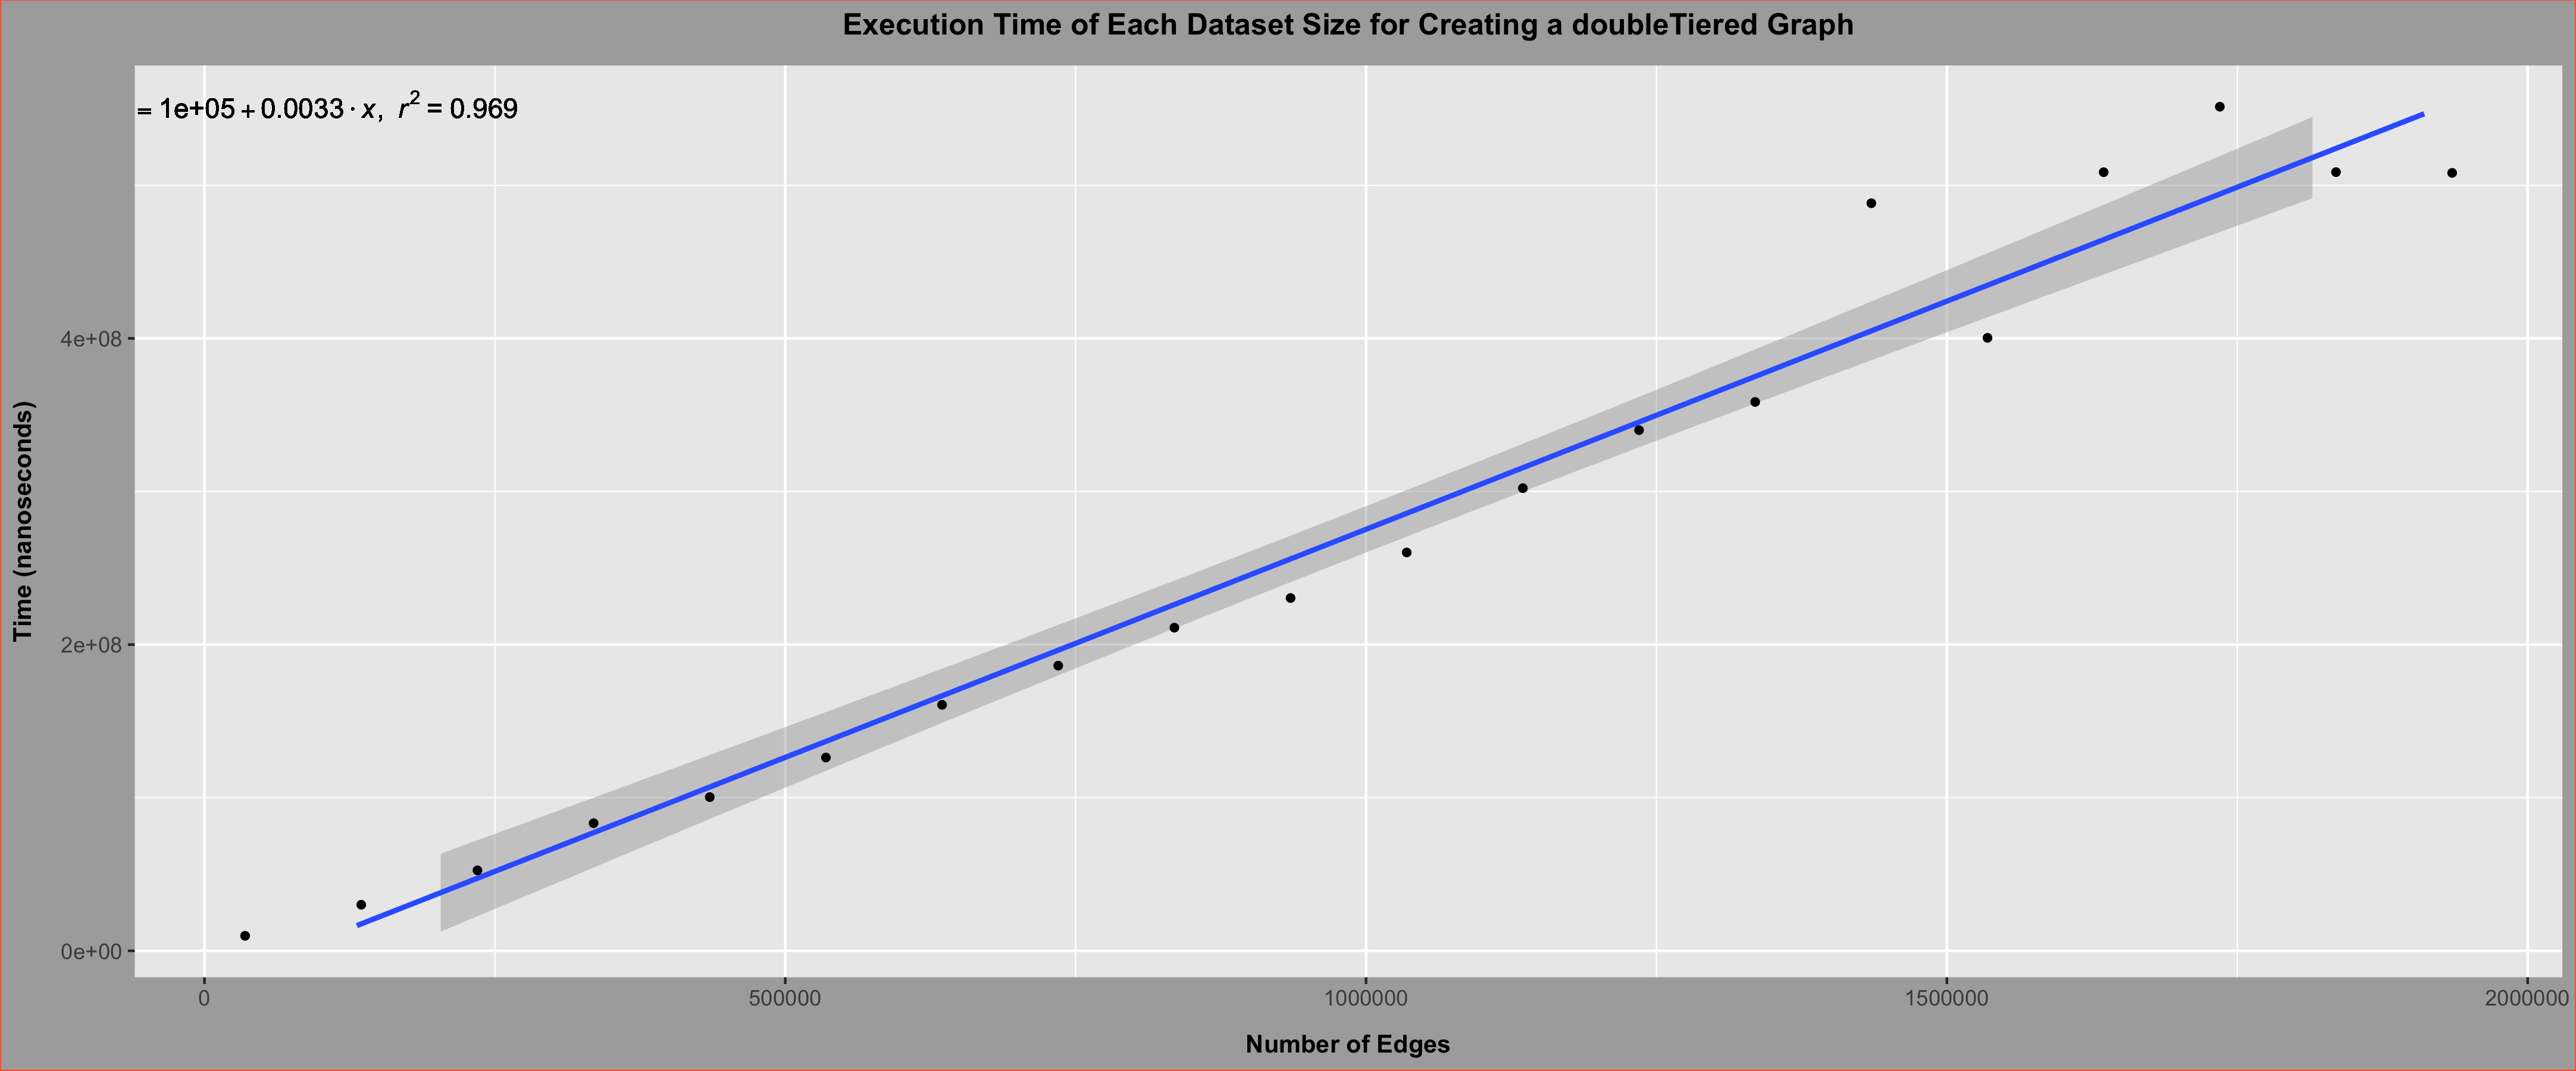 Execution Time of Each Dataset Size for Creating a doubleTiered Graph
= 1e+05 + 0.0033 · x, r² = 0.969
4e+08
2e+08
0e+00
Time (nanoseconds)
0 500000 1000000 1500000 2000000
Number of Edges